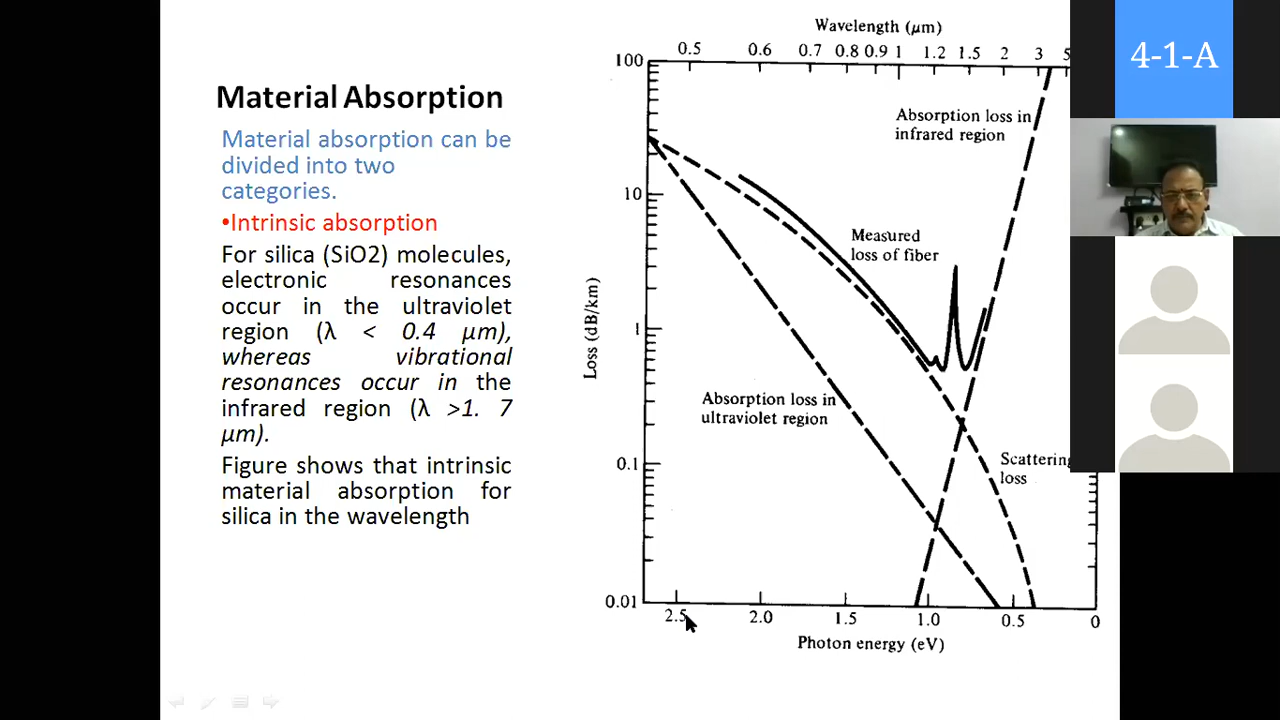 Material Absorption
Material absorption can be
divided into two
categories.
•Intrinsic absorption
For silica (SiO2) molecules,
electronic resonances
occur in the ultraviolet
region (λ < 0.4 µm),
whereas vibrational
resonances occur in the
infrared region (λ >1. 7
µm).
Figure shows that intrinsic
material absorption for
silica in the wavelength
Wavelength (µm)
0.5 0.6 0.7 0.8 0.9 1 1.2 1.5 2 3 5
100
10
1
0.1
0.01
Loss (dB/km)
Absorption loss in
infrared region
Measured
loss of fiber
Absorption loss in
ultraviolet region
Scattering
loss
2.5 2.0 1.5 1.0 0.5 0
Photon energy (eV)
4-1-A